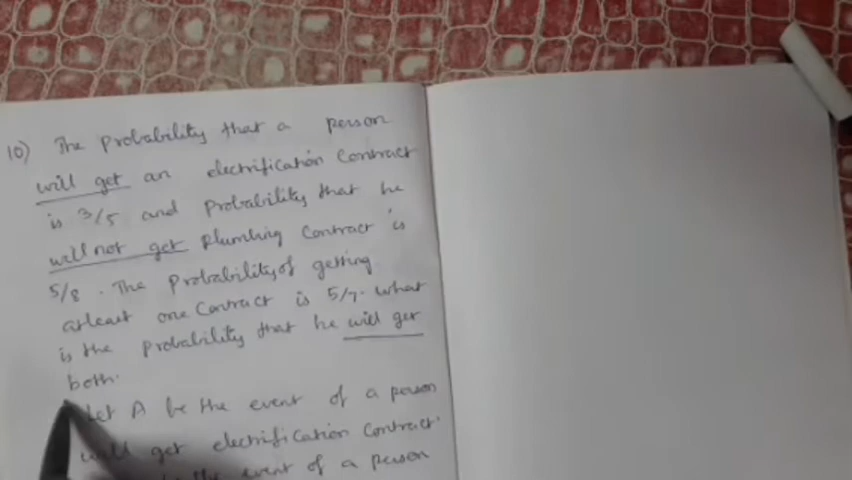 10) The Probability that a person
will get an electrification Contract
is 3/5 and Probability that he
will not get Plumbing Contract is
5/8. The Probability of getting
atleast one Contract is 5/7. what
is the Probability that he will get
both.
Let A be the event of a person
will get electrification Contract.
the event of a person